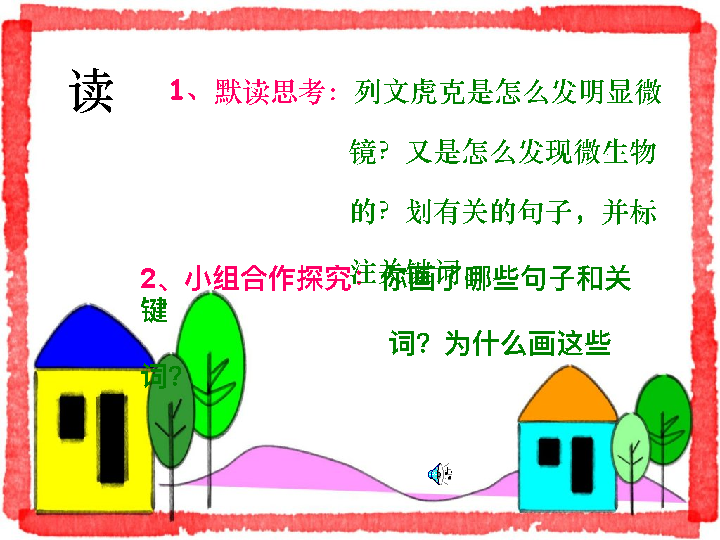 读
1、默读思考：列文虎克是怎么发明显微
镜？又是怎么发现微生物
的？划有关的句子，并标
注关键词
2、小组合作探究：你画了哪些句子和关
键
词？为什么画这些
词？